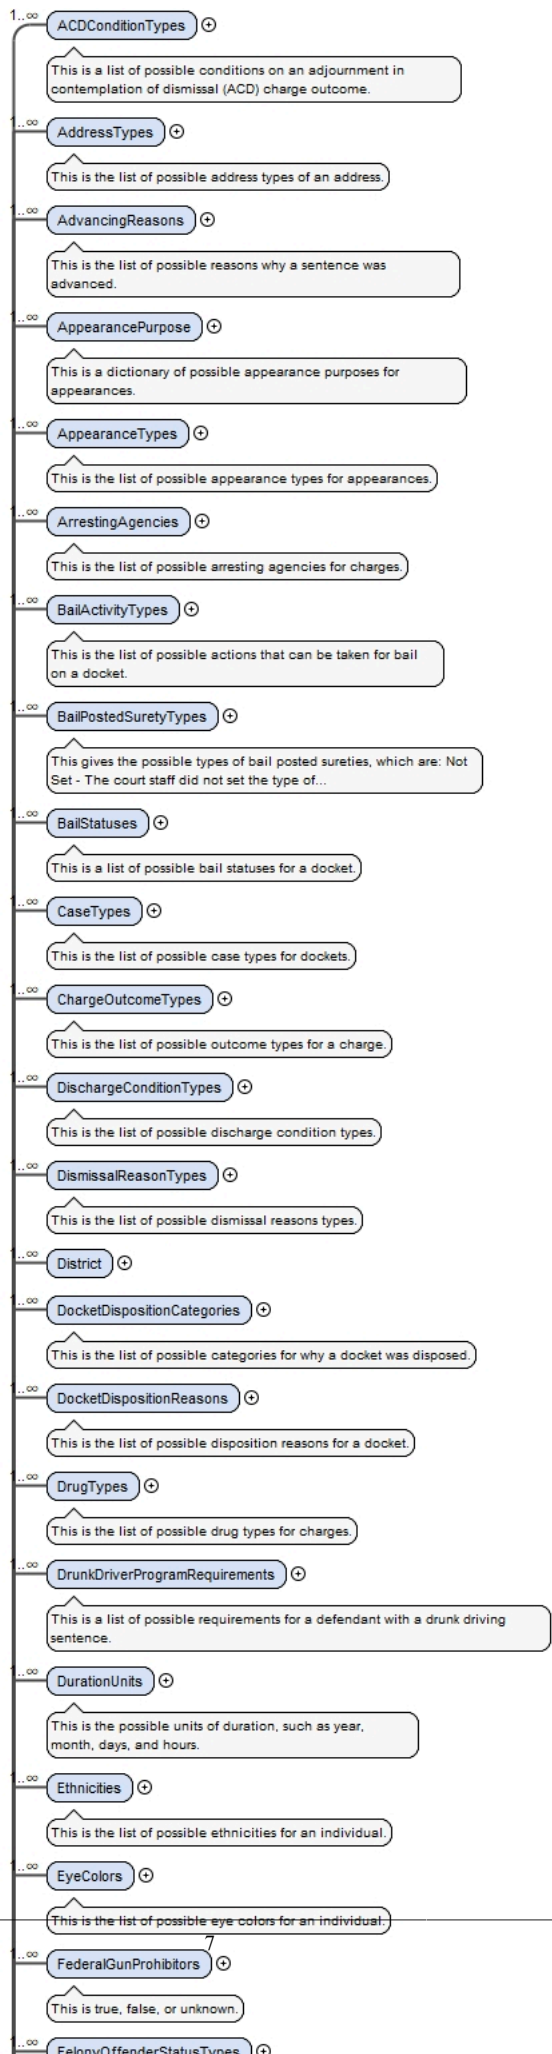 1..∞
ACDConditionTypes
This is a list of possible conditions on an adjournment in
contemplation of dismissal (ACD) charge outcome.
1..∞
AddressTypes
This is the list of possible address types of an address.
1..∞
AdvancingReasons
This is the list of possible reasons why a sentence was
advanced.
1..∞
AppearancePurpose
This is a dictionary of possible appearance purposes for
appearances.
1..∞
AppearanceTypes
This is the list of possible appearance types for appearances.
1..∞
ArrestingAgencies
This is the list of possible arresting agencies for charges.
1..∞
BailActivityTypes
This is the list of possible actions that can be taken for bail
on a docket.
1..∞
BailPostedSuretyTypes
This gives the possible types of bail posted sureties, which are: Not
Set - The court staff did not set the type of...
1..∞
BailStatuses
This is a list of possible bail statuses for a docket.
1..∞
CaseTypes
This is the list of possible case types for dockets.
1..∞
ChargeOutcomeTypes
This is the list of possible outcome types for a charge.
1..∞
DischargeConditionTypes
This is the list of possible discharge condition types.
1..∞
DismissalReasonTypes
This is the list of possible dismissal reasons types.
1..∞
District
1..∞
DocketDispositionCategories
This is the list of possible categories for why a docket was disposed.
1..∞
DocketDispositionReasons
This is the list of possible disposition reasons for a docket.
1..∞
DrugTypes
This is the list of possible drug types for charges.
1..∞
DrunkDriverProgramRequirements
This is a list of possible requirements for a defendant with a drunk driving
sentence.
1..∞
DurationUnits
This is the possible units of duration, such as year,
month, days, and hours.
1..∞
Ethnicities
This is the list of possible ethnicities for an individual.
1..∞
EyeColors
This is the list of possible eye colors for an individual.
7
1..∞
FederalGunProhibitors
This is true, false, or unknown.
1..∞
FelonyOffenderStatusTypes